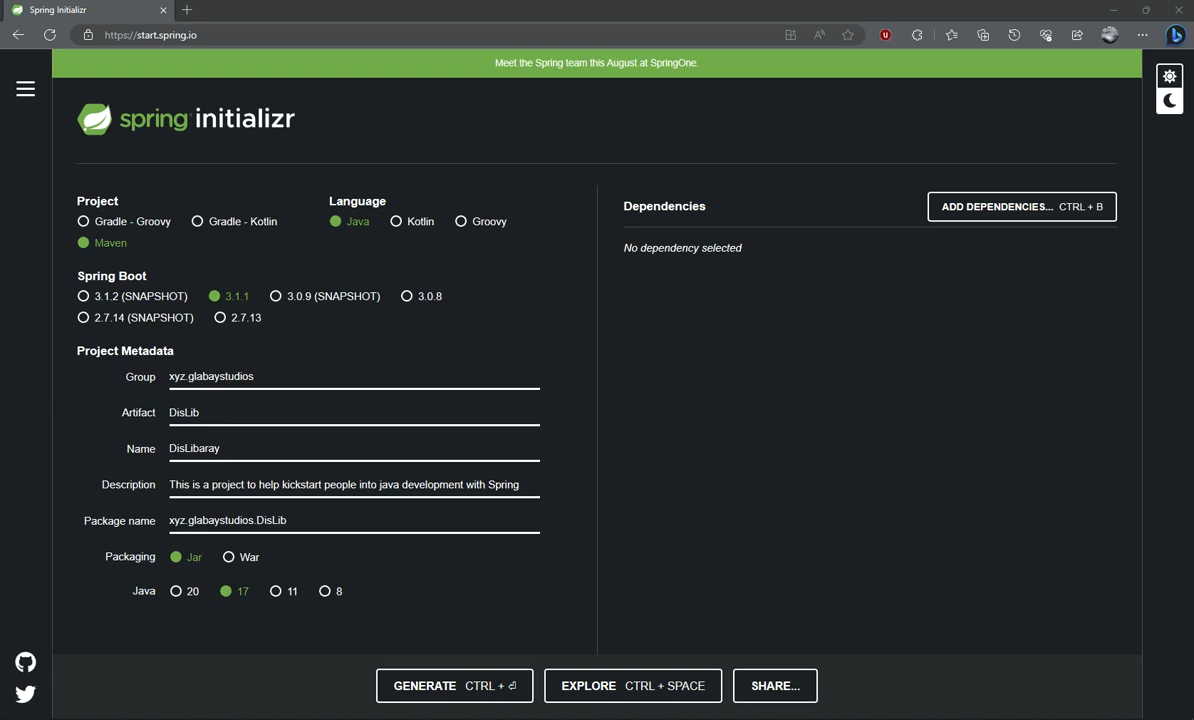 Spring Initializr
https://start.spring.io
Meet the Spring team this August at SpringOne.
spring initializr
Project
Gradle - Groovy Gradle - Kotlin
Maven
Language
Java Kotlin Groovy
Spring Boot
3.1.2 (SNAPSHOT) 3.1.1 3.0.9 (SNAPSHOT) 3.0.8
2.7.14 (SNAPSHOT) 2.7.13
Project Metadata
Group xyz.glabaystudios
Artifact DisLib
Name DisLibaray
Description This is a project to help kickstart people into java development with Spring
Package name xyz.glabaystudios.DisLib
Packaging Jar War
Java 20 17 11 8
Dependencies
ADD DEPENDENCIES... CTRL + B
No dependency selected
GENERATE CTRL + ⏎
EXPLORE CTRL + SPACE
SHARE...